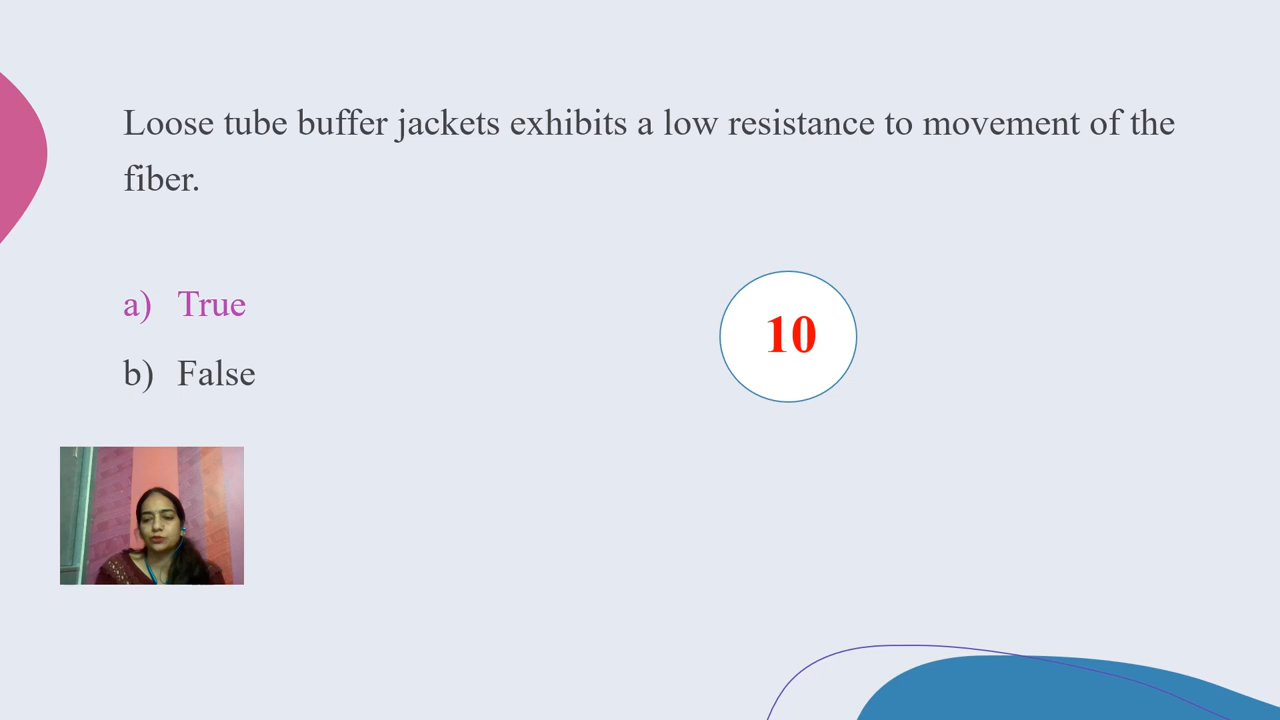 Loose tube buffer jackets exhibits a low resistance to movement of the
fiber.
a) True
10
b) False